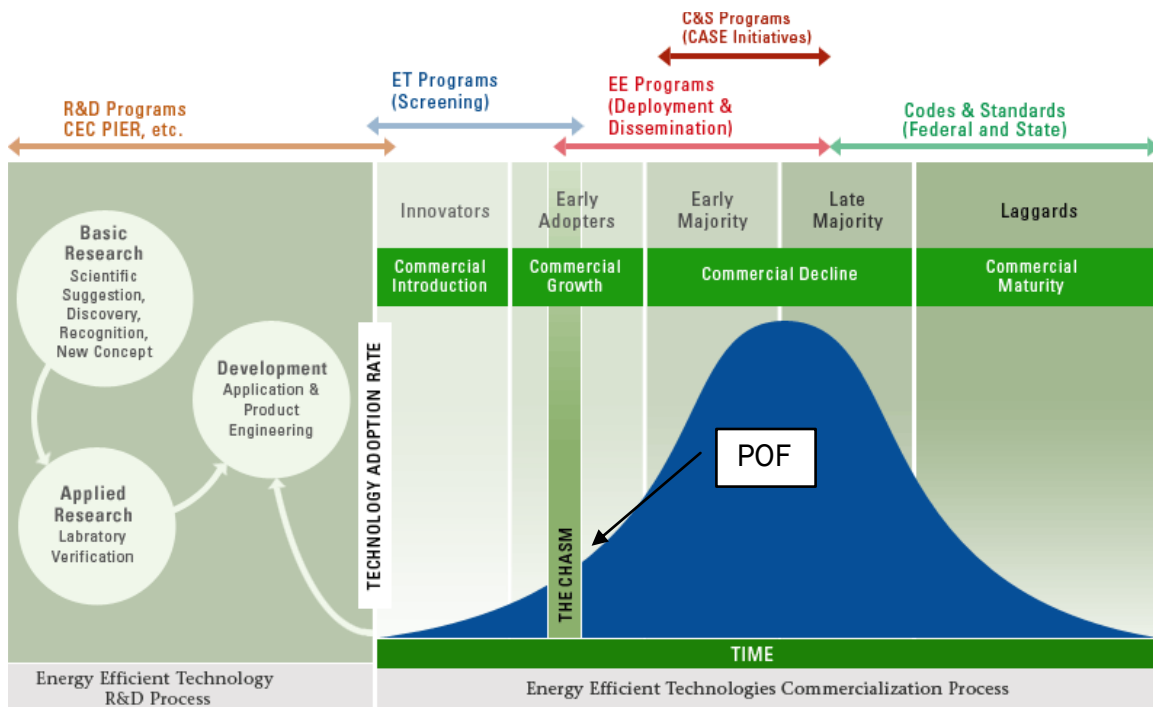 C&S Programs
(CASE Initiatives)
ET Programs
(Screening)
EE Programs
(Deployment &
Dissemination)
R&D Programs
CEC PIER, etc.
Codes & Standards
(Federal and State)
Innovators
Early
Adopters
Early
Majority
Late
Majority
Laggards
Commercial
Introduction
Commercial
Growth
Commercial Decline
Commercial
Maturity
Basic
Research
Scientific
Suggestion,
Discovery,
Recognition,
New Concept
Development
Application &
Product
Engineering
Applied
Research
Labratory
Verification
TECHNOLOGY ADOPTION RATE
THE CHASM
POF
TIME
Energy Efficient Technology
R&D Process
Energy Efficient Technologies Commercialization Process